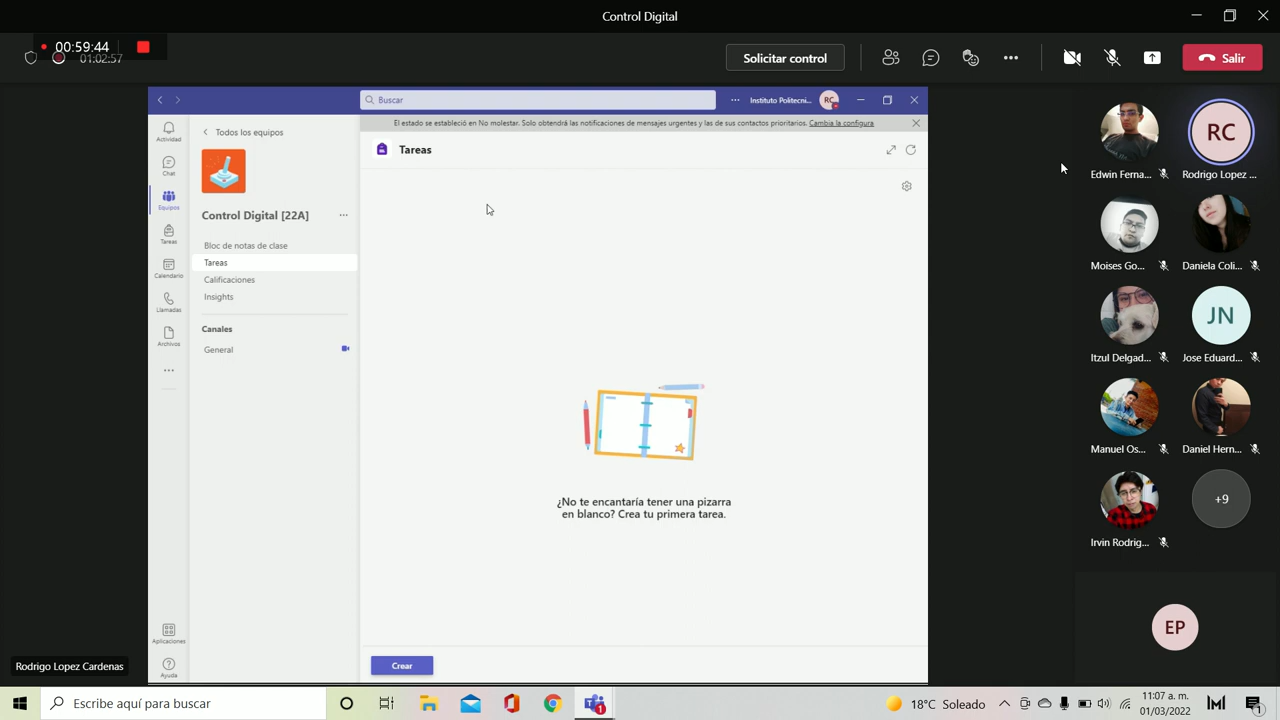 Control Digital
00:59:44
01:02:57
Solicitar control
Salir
Buscar
Instituto Politecni...
RC
El estado se estableció en No molestar. Solo obtendrá las notificaciones de mensajes urgentes y las de sus contactos prioritarios. Cambia la configura
Actividad
Chat
Equipos
Tareas
Calendario
Llamadas
Archivos
Aplicaciones
Ayuda
Todos los equipos
Control Digital [22A]
Bloc de notas de clase
Tareas
Calificaciones
Insights
Canales
General
Tareas
¿No te encantaría tener una pizarra
en blanco? Crea tu primera tarea.
Crear
Rodrigo Lopez Cardenas
RC
Edwin Ferna...
Rodrigo Lopez ...
Moises Go...
Daniela Coli...
JN
Itzul Delgad...
Jose Eduard...
Manuel Os...
Daniel Hern...
+9
Irvin Rodrig...
EP
Escribe aquí para buscar
1
18°C Soleado
11:07 a. m.
01/03/2022
1